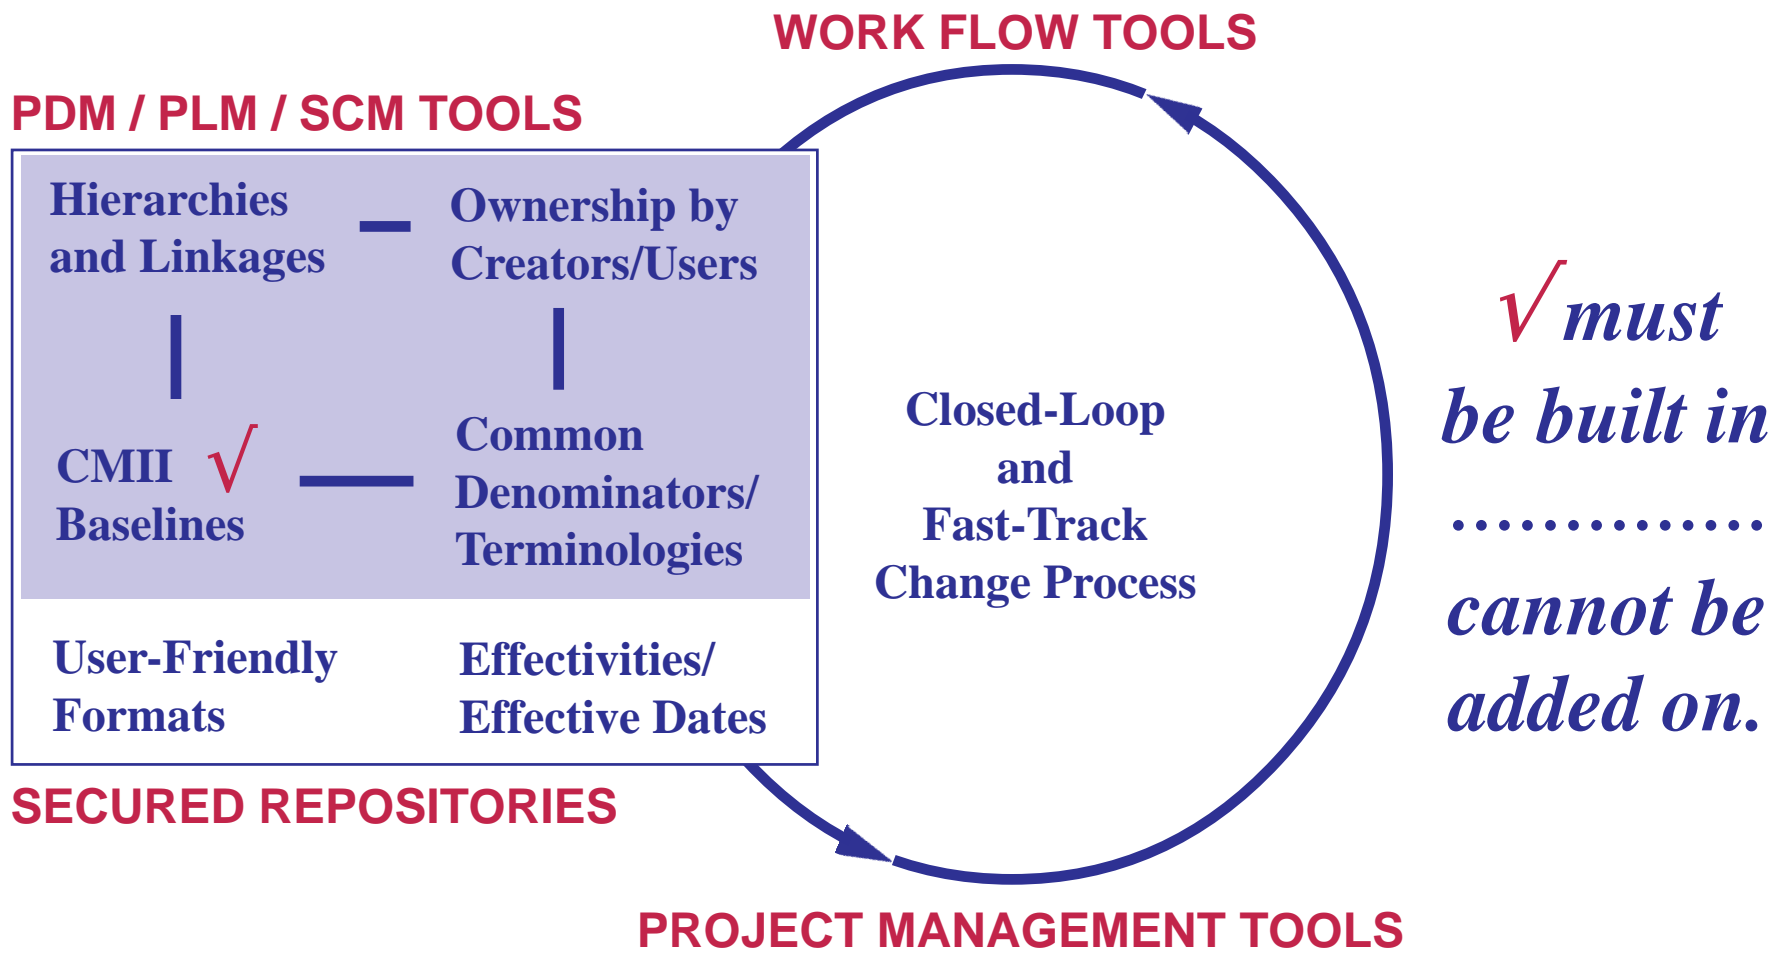 WORK FLOW TOOLS
PDM / PLM / SCM TOOLS
Hierarchies
and Linkages
Ownership by
Creators/Users
CMII √
Baselines
Common
Denominators/
Terminologies
User-Friendly
Formats
Effectivities/
Effective Dates
SECURED REPOSITORIES
Closed-Loop
and
Fast-Track
Change Process
PROJECT MANAGEMENT TOOLS
√ must
be built in
..............
cannot be
added on.